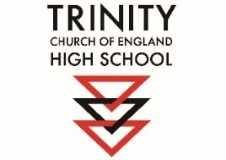 TRINITY
CHURCH OF ENGLAND
HIGH SCHOOL